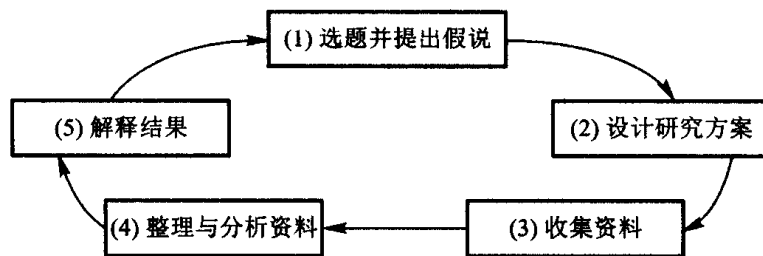 (1) 选题并提出假说
(2) 设计研究方案
(3) 收集资料
(4) 整理与分析资料
(5) 解释结果